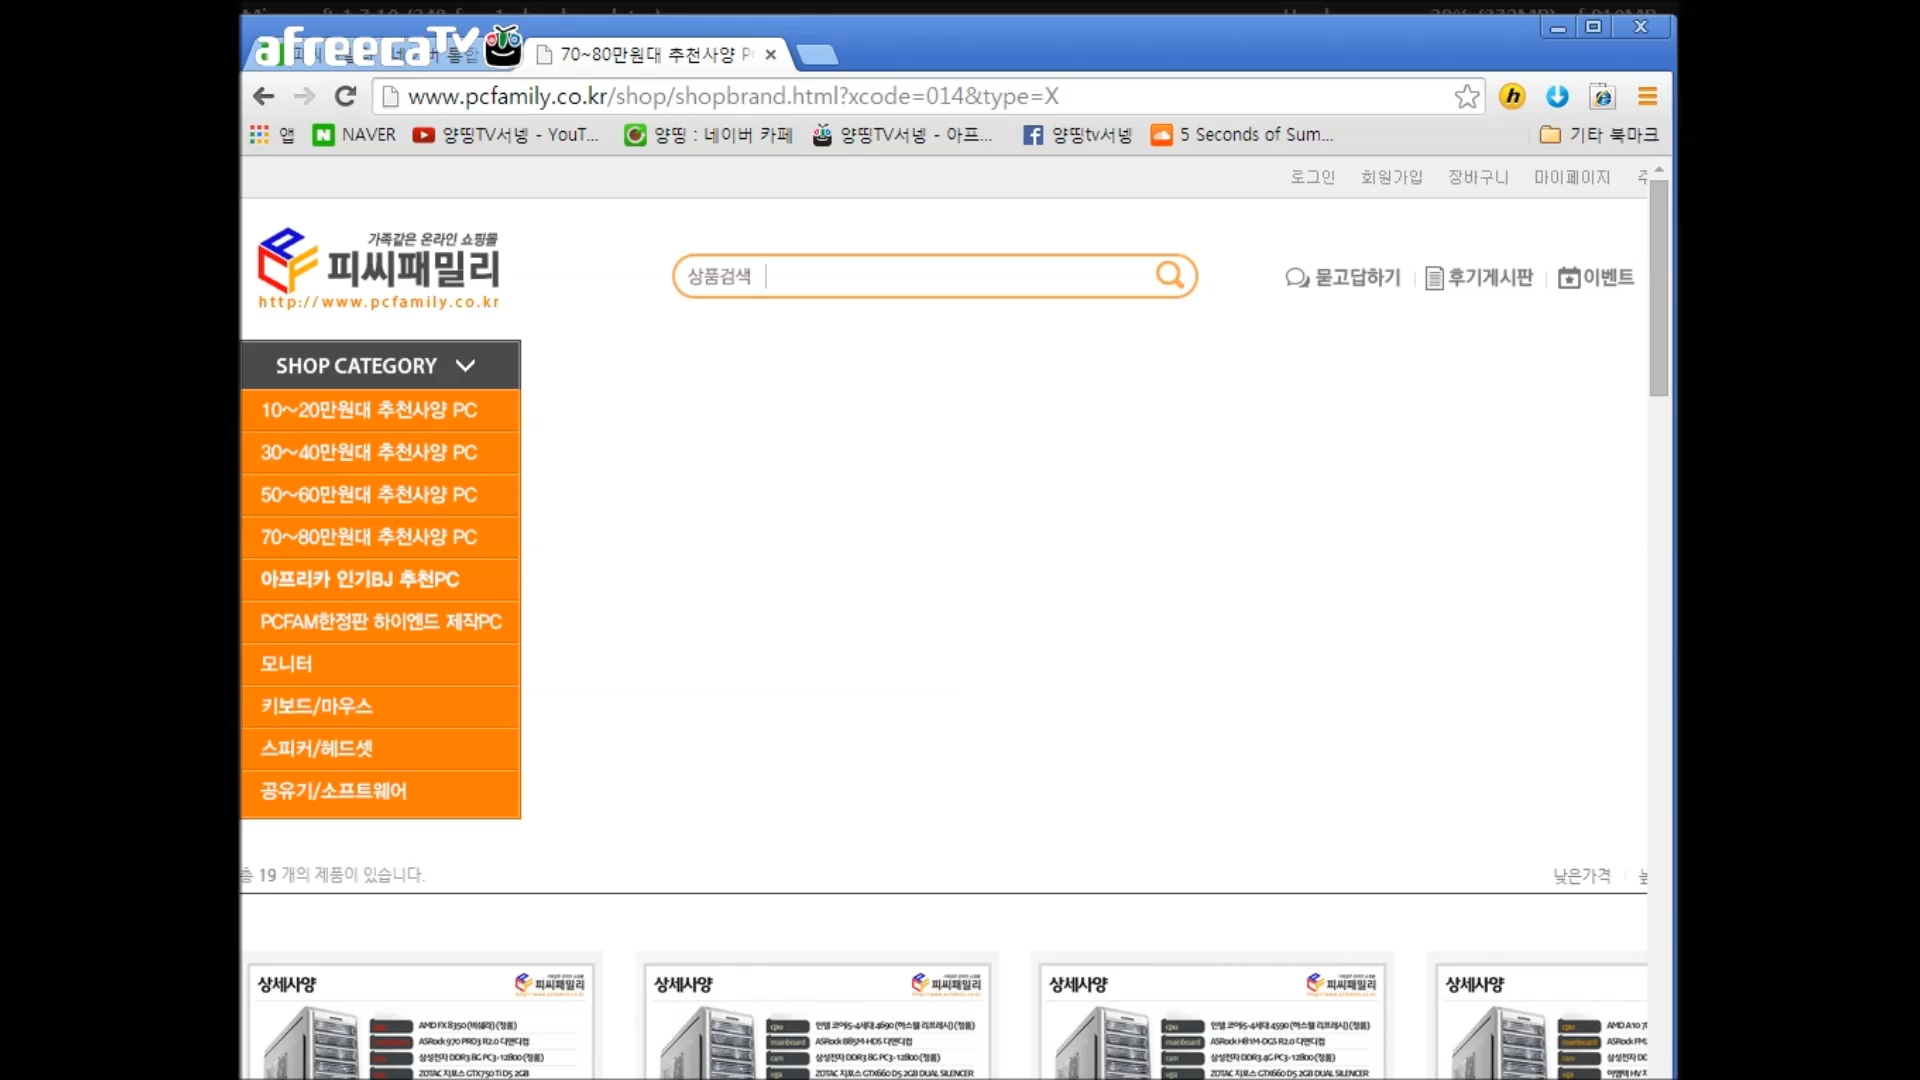 afreecaTV
70~80만원대 추천사양 P
www.pcfamily.co.kr/shop/shopbrand.html?xcode=014&type=X
앱 NAVER 양띵TV서넹 - YouT... 양띵 : 네이버 카페 양띵TV서넹 - 아프... 양띵tv서넹 5 Seconds of Sum... 기타 북마크
로그인 회원가입 장바구니 마이페이지
가족같은 온라인 쇼핑몰
피씨패밀리
http://www.pcfamily.co.kr
상품검색
묻고답하기 후기게시판 이벤트
SHOP CATEGORY
10~20만원대 추천사양 PC
30~40만원대 추천사양 PC
50~60만원대 추천사양 PC
70~80만원대 추천사양 PC
아프리카 인기BJ 추천PC
PCFAM한정판 하이엔드 제작PC
모니터
키보드/마우스
스피커/헤드셋
공유기/소프트웨어
총 19 개의 제품이 있습니다.
낮은가격
상세사양 피씨패밀리
AMD FX 8350 (비쉐라) (정품)
ASRock 970 PRO3 R2.0 디앤디컴
삼성전자 DDR3 8G PC3-12800 (정품)
ZOTAC 지포스 GTX750 Ti D5 2GB
상세사양 피씨패밀리
cpu 인텔 코어i5-4세대 4690 (하스웰 리프레시) (정품)
mainboard ASRock B85M-HDS 디앤디컴
ram 삼성전자 DDR3 8G PC3-12800 (정품)
vga ZOTAC 지포스 GTX660 D5 2GB DUAL SILENCER
상세사양 피씨패밀리
cpu 인텔 코어i5-4세대 4590 (하스웰 리프레시) (정품)
mainboard ASRock H81M-DGS R2.0 디앤디컴
ram 삼성전자 DDR3 4G PC3-12800 (정품)
vga ZOTAC 지포스 GTX660 D5 2GB DUAL SILENCER
상세사양
cpu AMD A10
mainboard ASRock
ram 삼성전자
vga